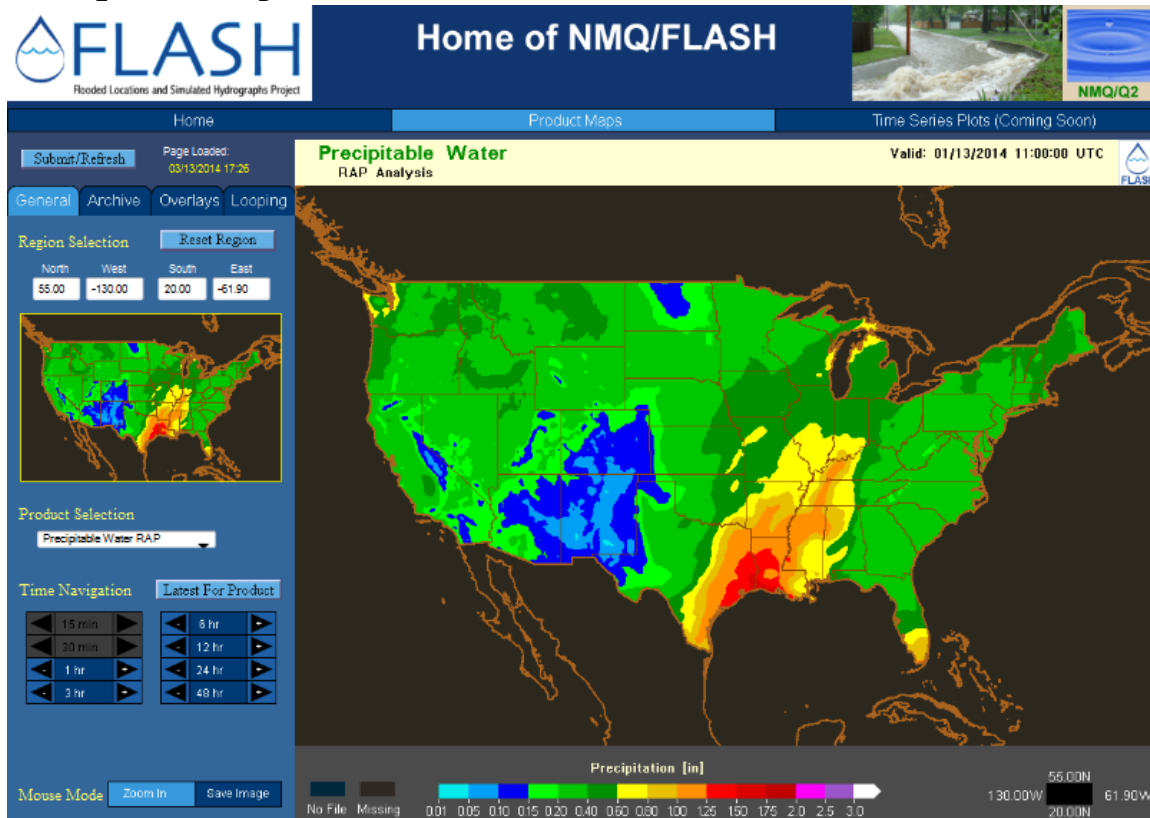 FLASH
Flooded Locations and Simulated Hydrographs Project
Home of NMQ/FLASH
NMQ/Q2
Home
Product Maps
Time Series Plots (Coming Soon)
Submit/Refresh
Page Loaded:
03/13/2014 17:26
General
Archive
Overlays
Looping
Region Selection
Reset Region
North
West
South
East
55.00
-130.00
20.00
-61.90
Product Selection
Precipitable Water RAP
Time Navigation
Latest For Product
15 min
6 hr
30 min
12 hr
1 hr
24 hr
3 hr
48 hr
Mouse Mode
Zoom In
Save Image
Precipitable Water
RAP Analysis
Valid: 01/13/2014 11:00:00 UTC
FLASH
Precipitation [in]
No File
Missing
0.01 0.05 0.10 0.15 0.20 0.40 0.60 0.80 1.00 1.25 1.50 1.75 2.0 2.5 3.0
55.00N
130.00W
61.90W
20.00N